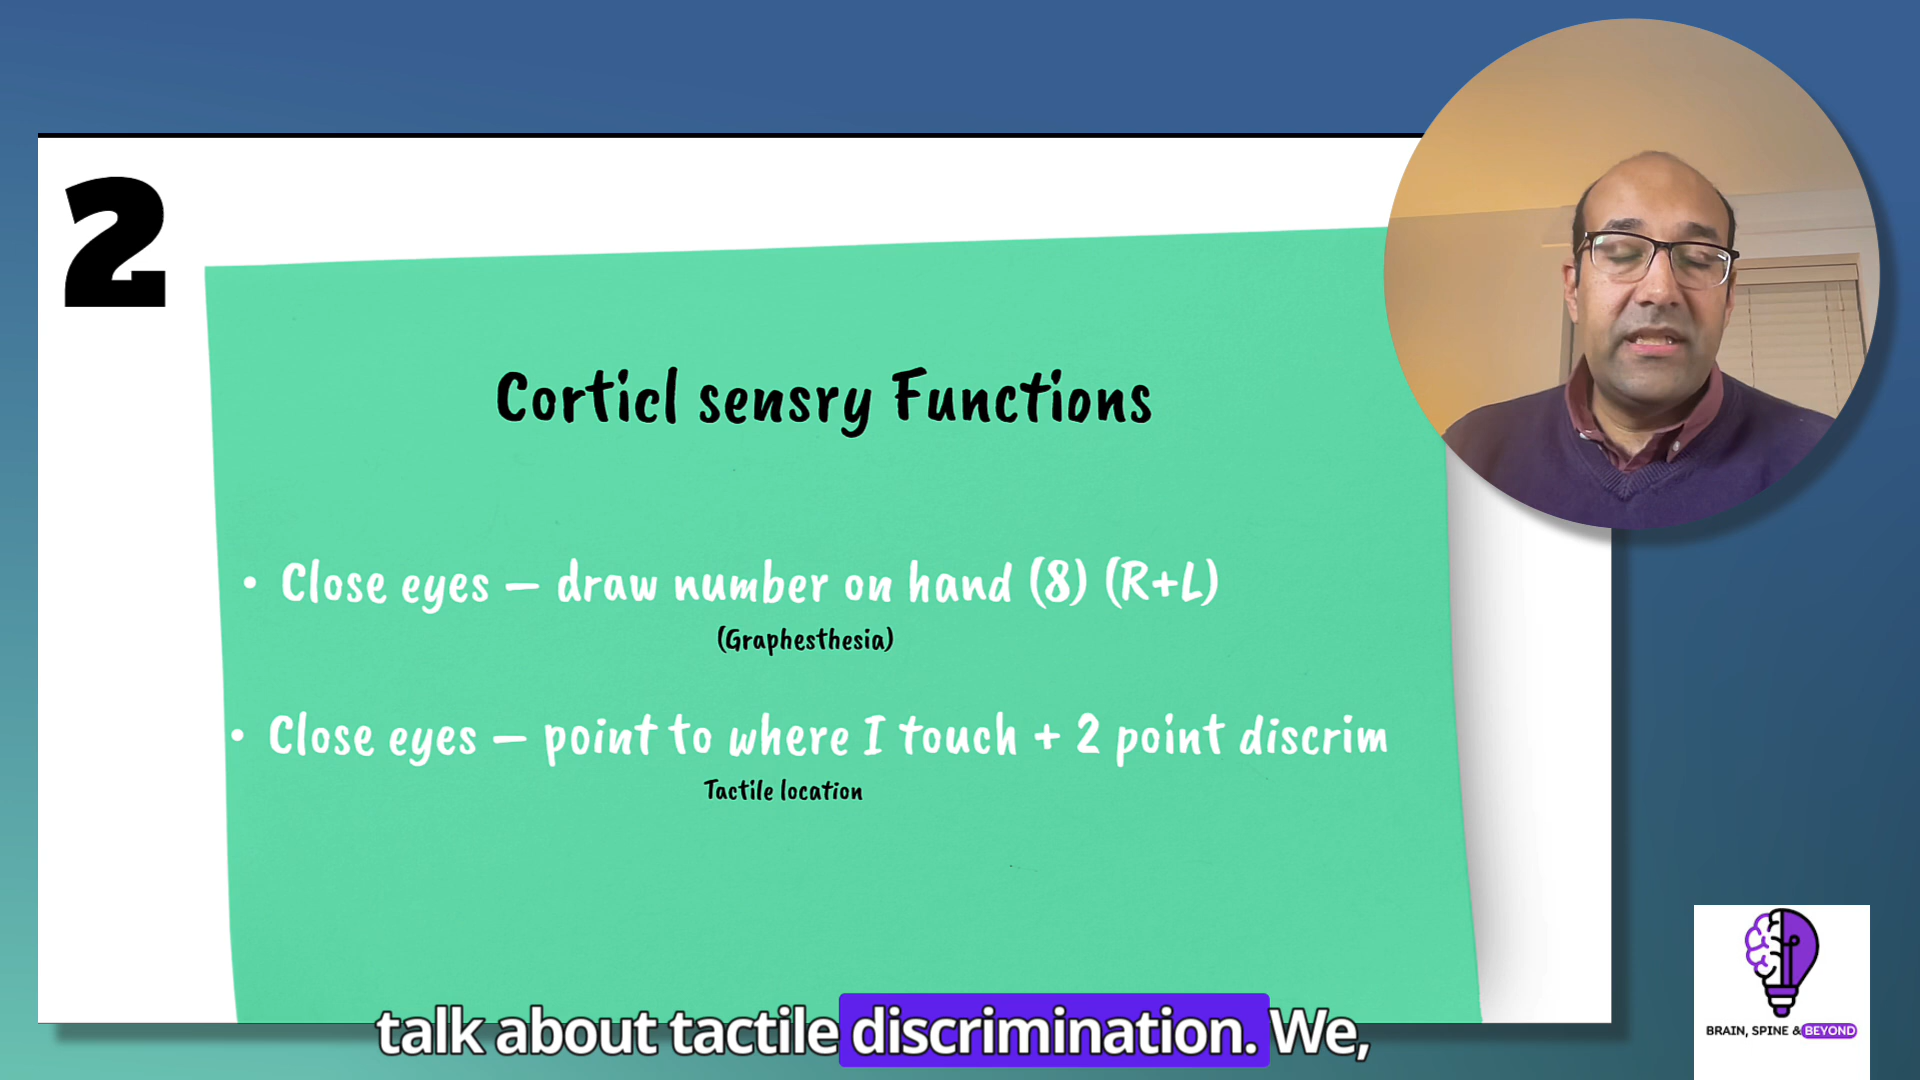 2
Corticl sensry Functions
• Close eyes – draw number on hand (8) (R+L)
(Graphesthesia)
• Close eyes – point to where I touch + 2 point discrim
Tactile location
talk about tactile discrimination. We,
BRAIN, SPINE & BEYOND